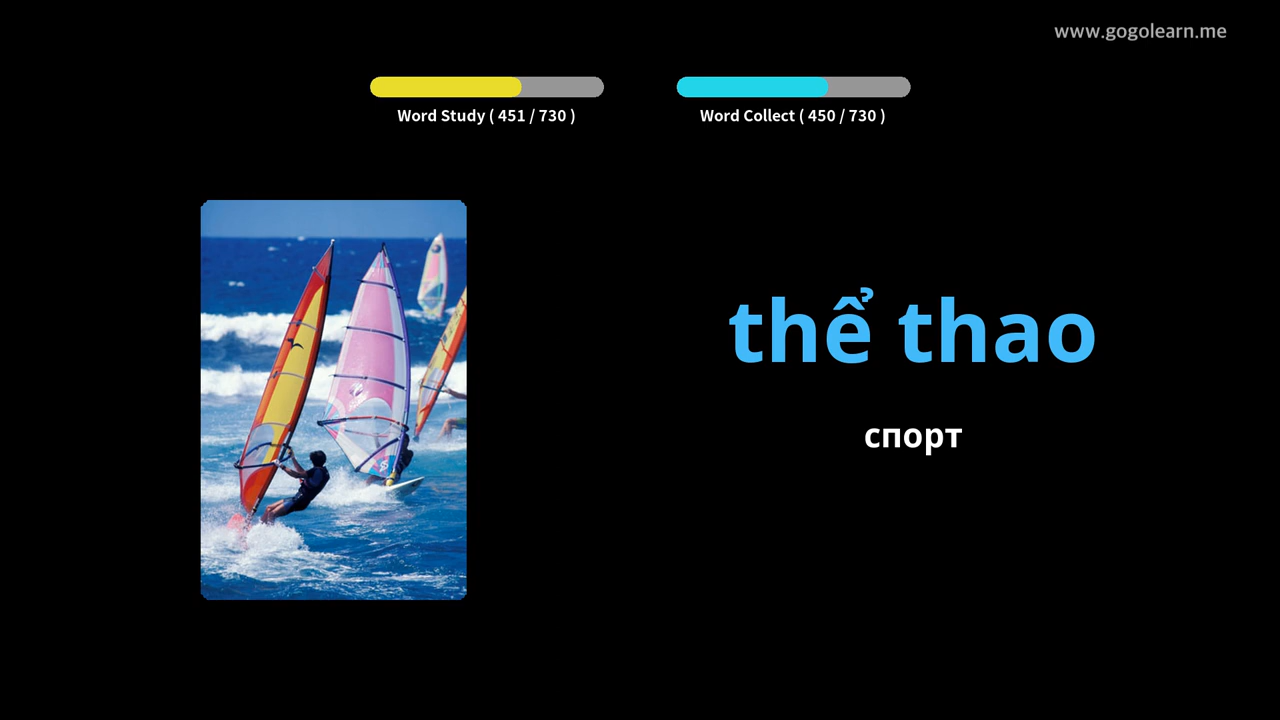 www.gogolearn.me
Word Study ( 451 / 730 )
Word Collect ( 450 / 730 )
thể thao
спорт